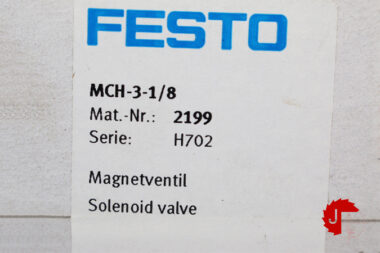 FESTO
MCH-3-1/8
Mat.-Nr.: 2199
Serie: H702
Magnetventil
Solenoid valve
J